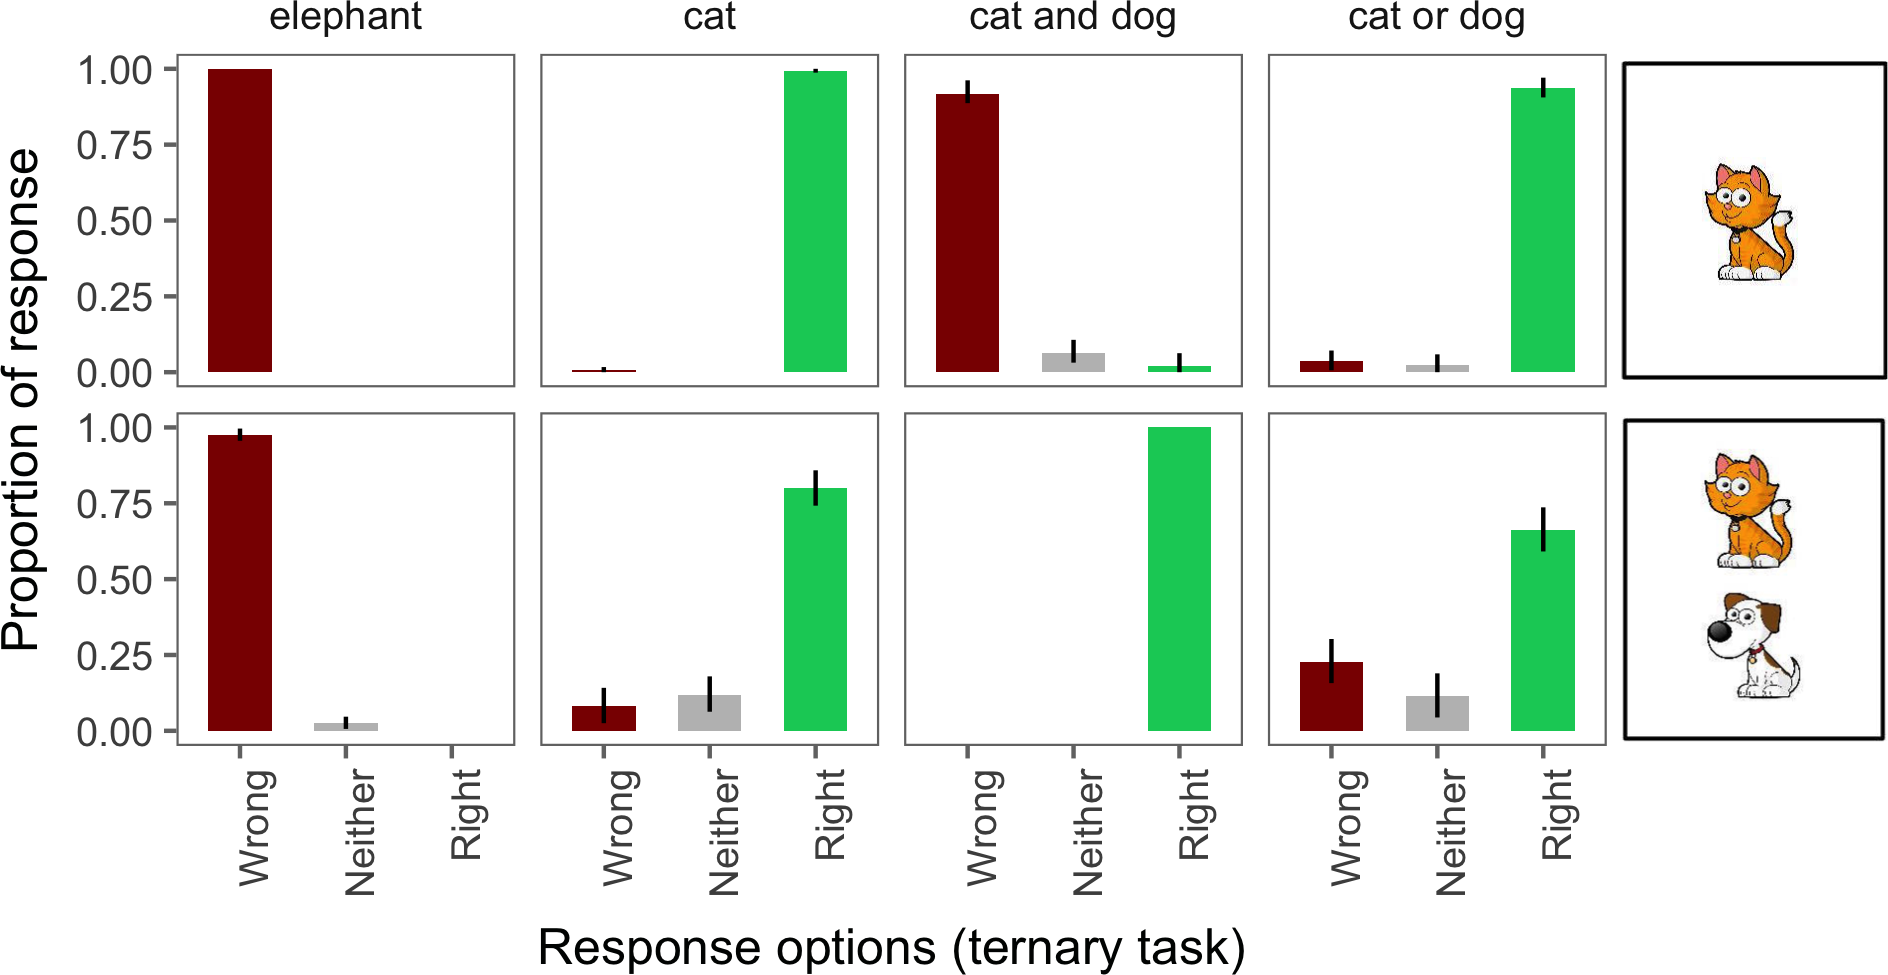 elephant cat cat and dog cat or dog
Proportion of response
1.00
0.75
0.50
0.25
0.00
1.00
0.75
0.50
0.25
0.00
Wrong Neither Right Wrong Neither Right Wrong Neither Right Wrong Neither Right
Response options (ternary task)